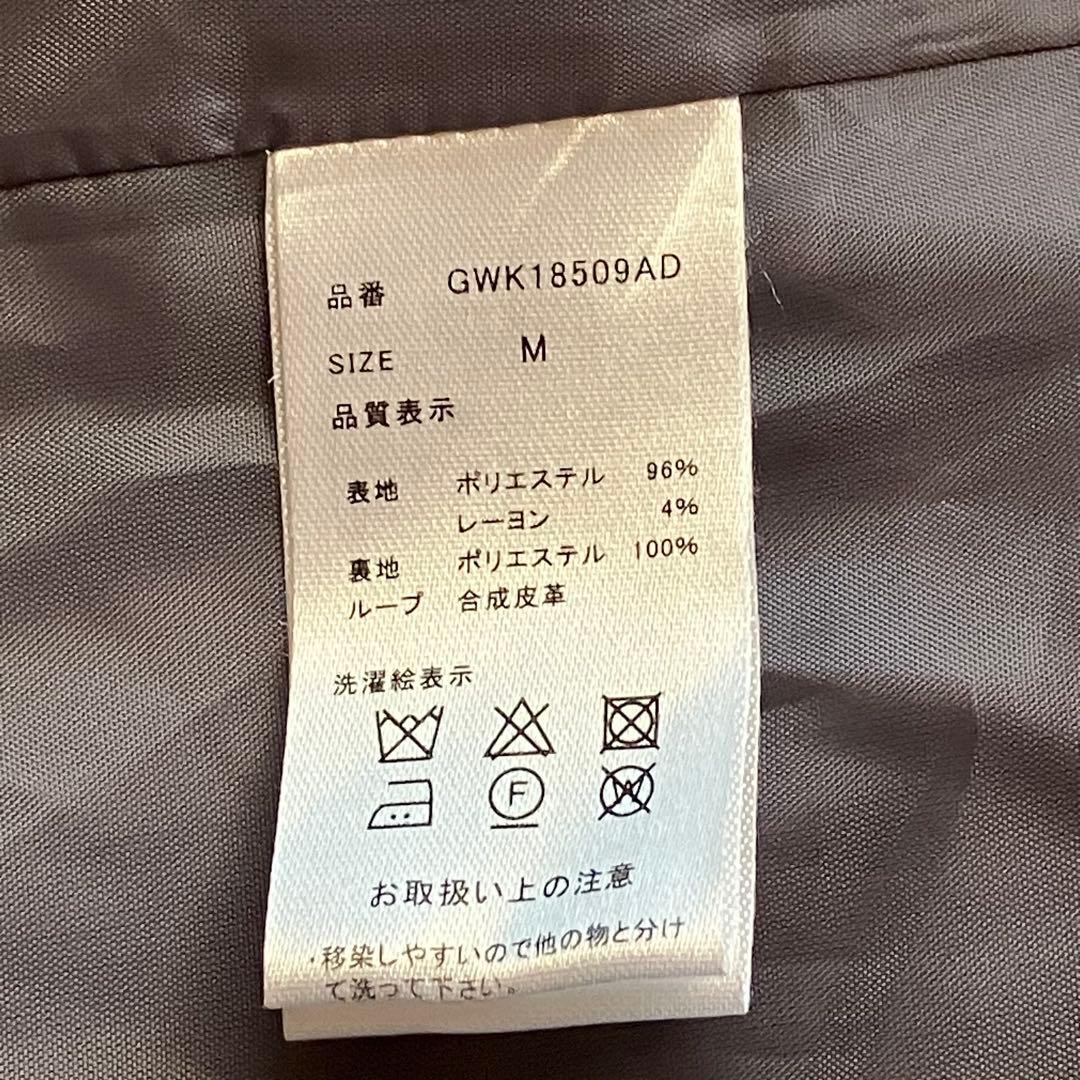 品番 GWK18509AD
SIZE M
品質表示
表地 ポリエステル 96%
レーヨン 4%
裏地 ポリエステル 100%
ループ 合成皮革
洗濯絵表示
F
W
お取扱い上の注意
・移染しやすいので他の物と分け
て洗って下さい。